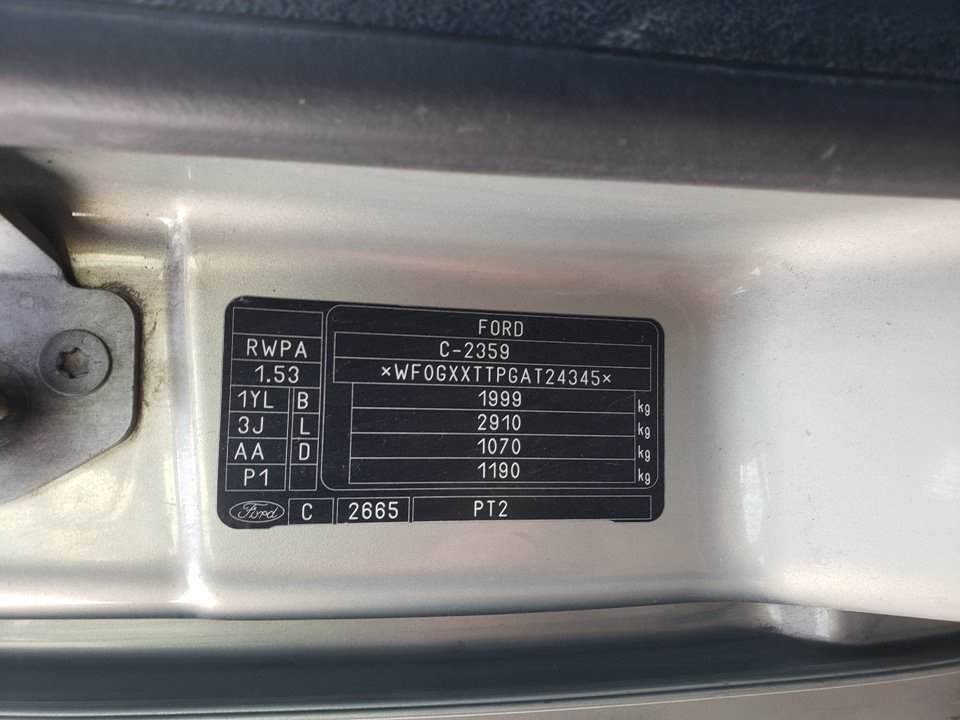 FORD
RWPA
C-2359
1.53
×WF0GXXTTPGAT24345×
1YL B
1999 kg
3J L
2910 kg
AA D
1070 kg
P1
1190 kg
Ford C 2665 PT2